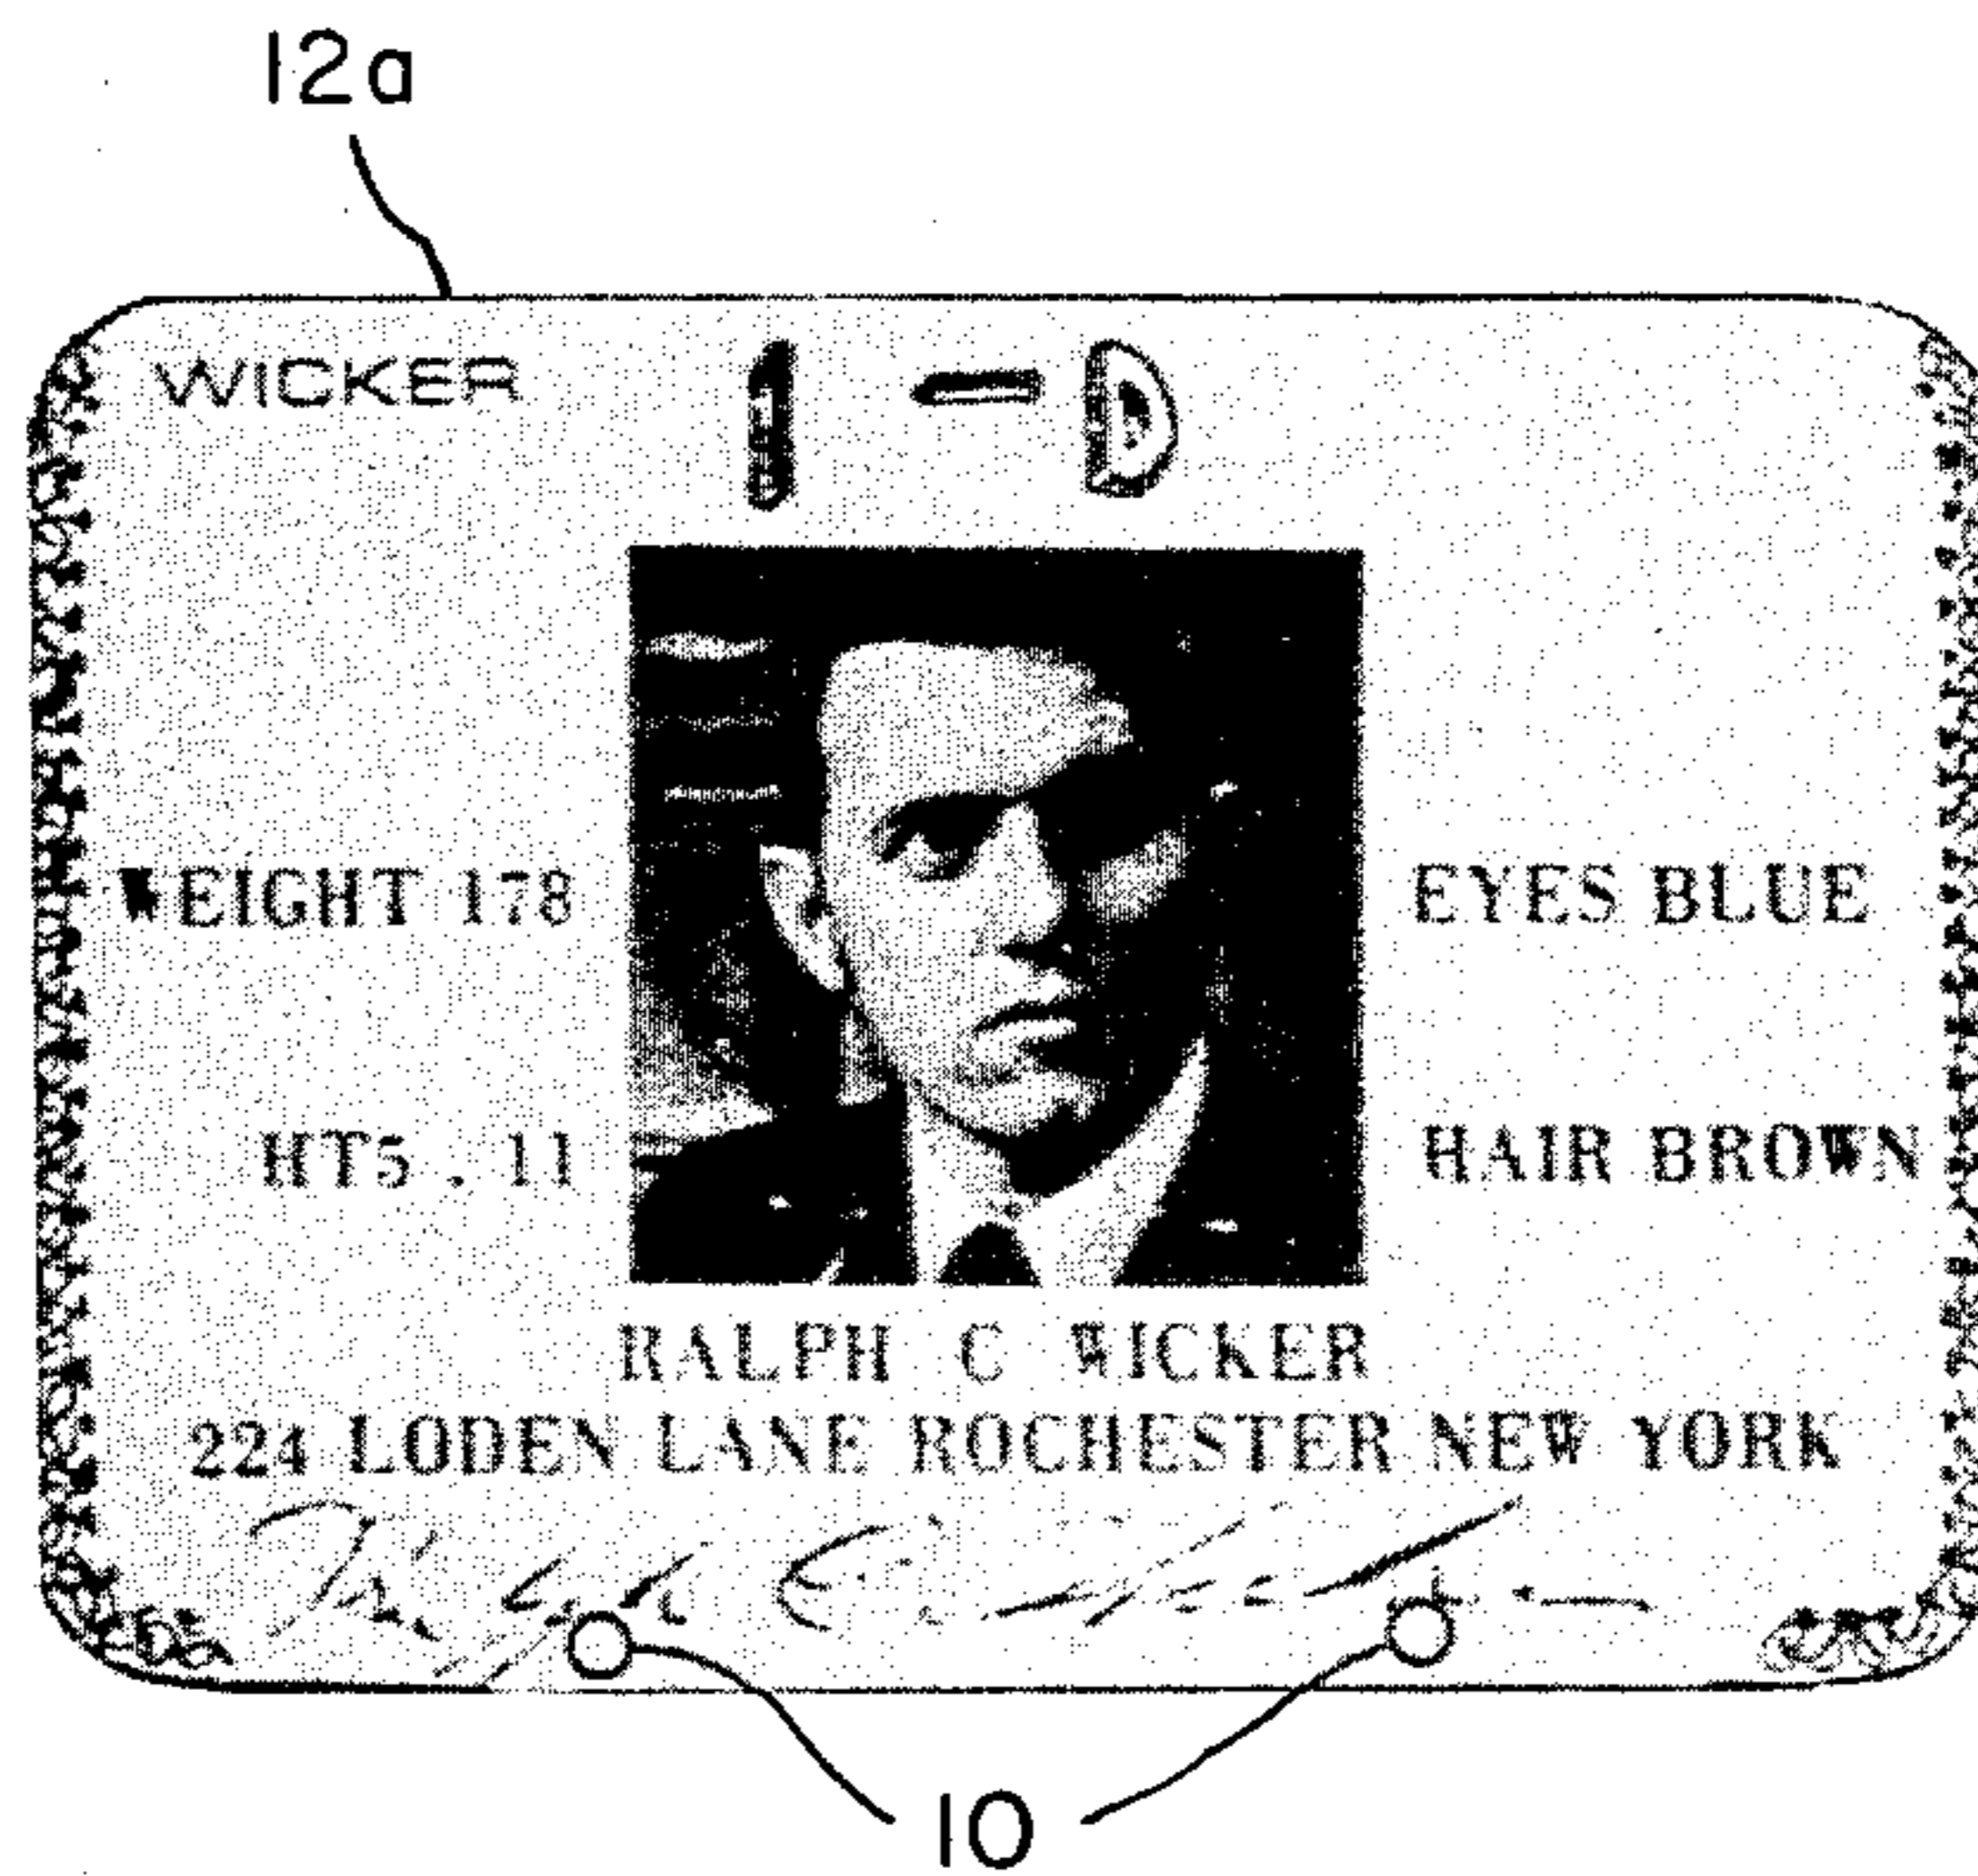 12a
WICKER I-D
WEIGHT 178 EYES BLUE
HT5.11 HAIR BROWN
RALPH C WICKER
224 LODEN LANE ROCHESTER NEW YORK
10